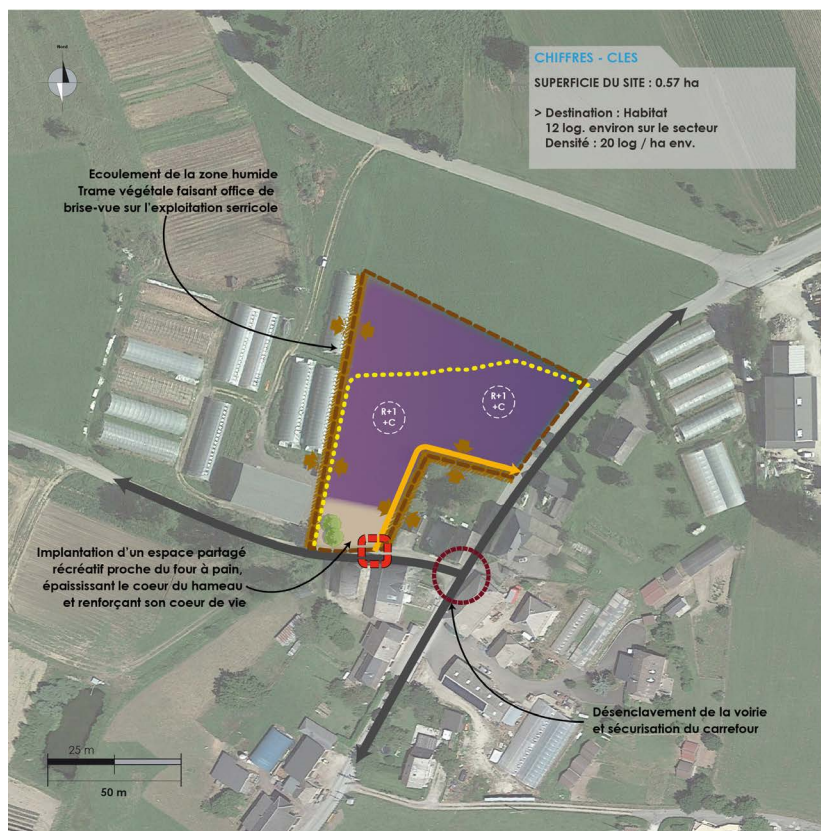 Nord
CHIFFRES - CLES
SUPERFICIE DU SITE : 0.57 ha
> Destination : Habitat
12 log. environ sur le secteur
Densité : 20 log / ha env.
Ecoulement de la zone humide
Trame végétale faisant office de
brise-vue sur l'exploitation serricole
R+1
+C
R+1
+C
Implantation d'un espace partagé
récréatif proche du four à pain,
épaississant le coeur du hameau
et renforçant son coeur de vie
Désenclavement de la voirie
et sécurisation du carrefour
25 m
50 m